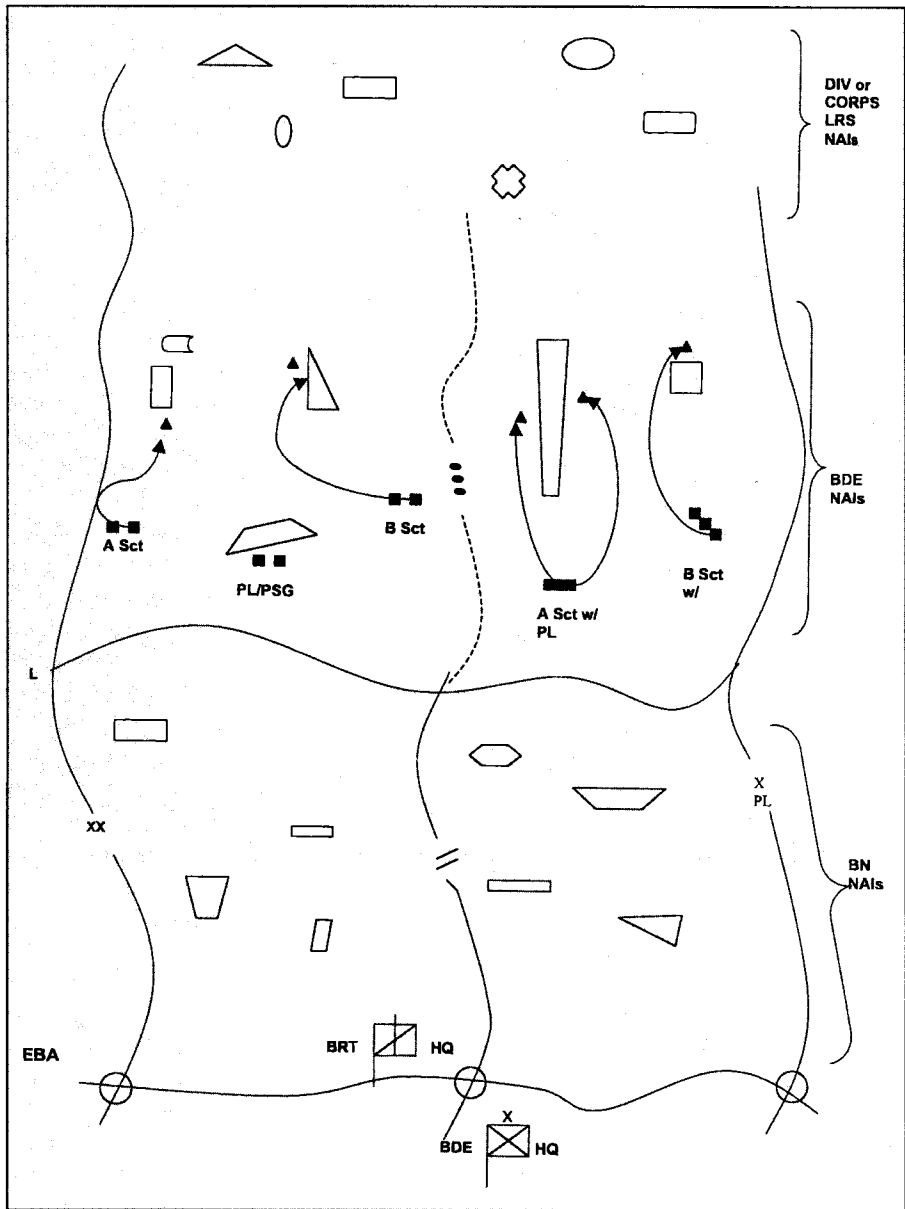 DIV or
CORPS
LRS
NAIs
BDE
NAIs
A Sct
B Sct
PL/PSG
A Sct w/
PL
B Sct
w/
L
X
PL
XX
BN
NAIs
BRT
HQ
EBA
X
BDE
HQ